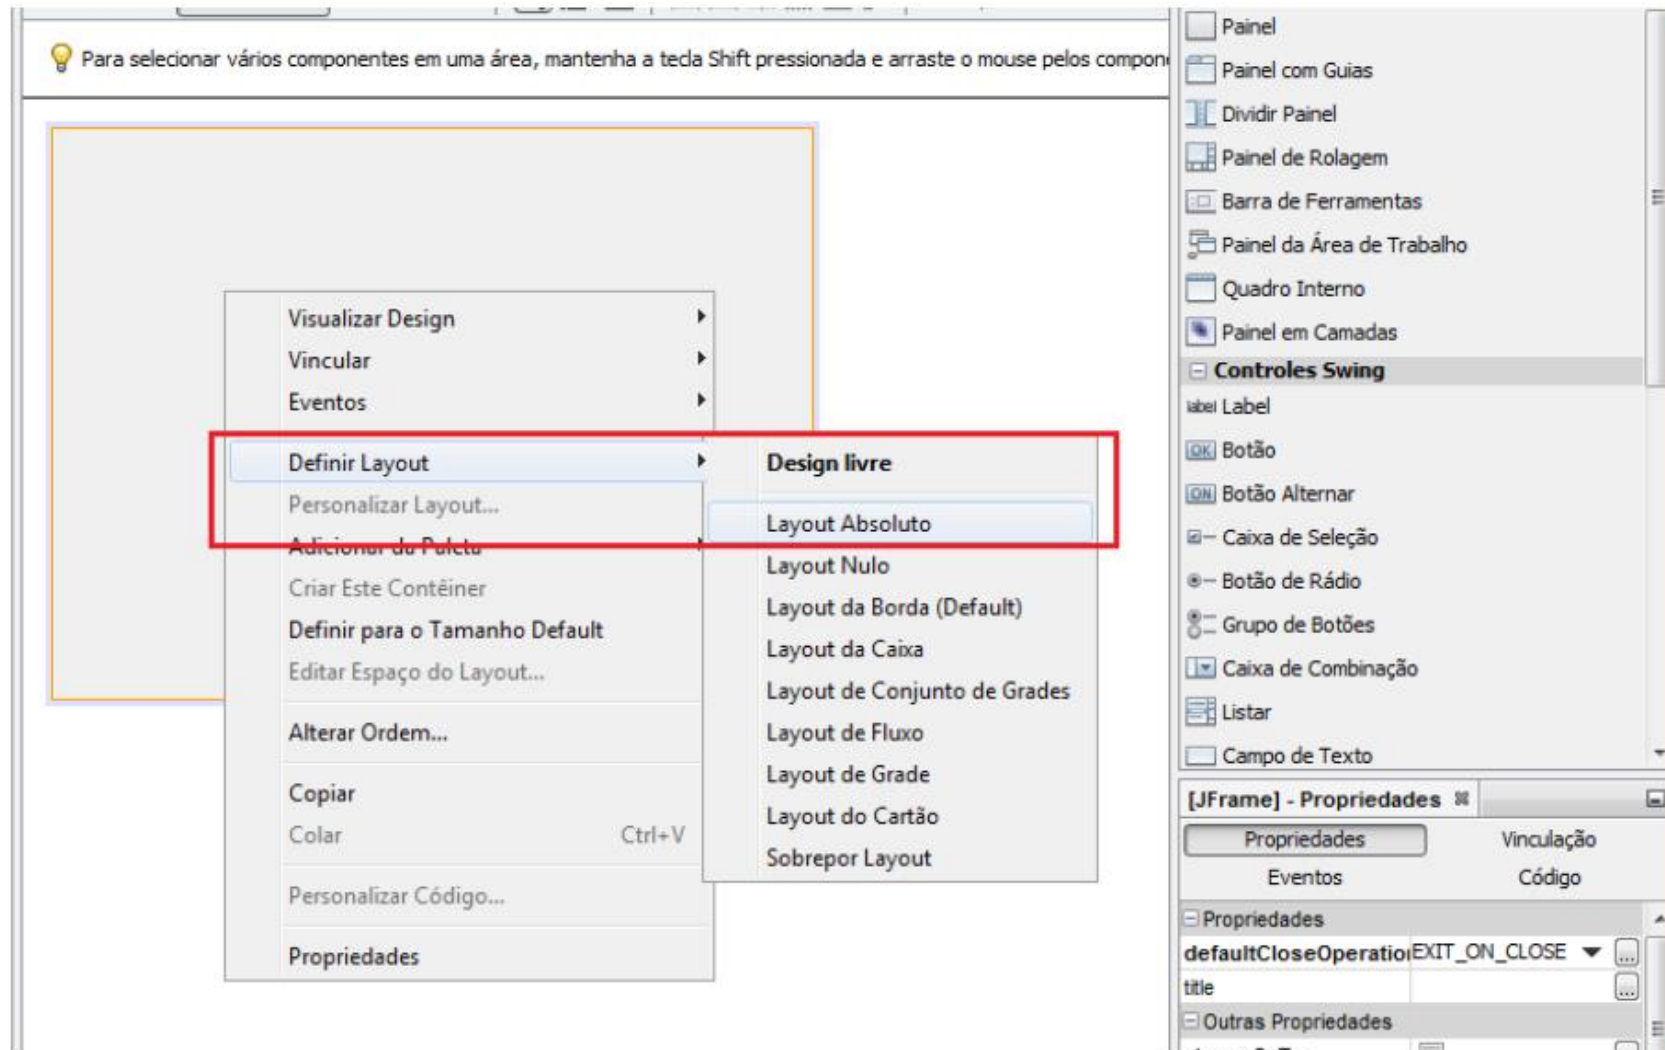 Para selecionar vários componentes em uma área, mantenha a tecla Shift pressionada e arraste o mouse pelos compon
Visualizar Design
Vincular
Eventos
Definir Layout
Personalizar Layout...
Adicionar da Paleta
Criar Este Contêiner
Definir para o Tamanho Default
Editar Espaço do Layout...
Alterar Ordem...
Copiar
Colar Ctrl+V
Personalizar Código...
Propriedades
Design livre
Layout Absoluto
Layout Nulo
Layout da Borda (Default)
Layout da Caixa
Layout de Conjunto de Grades
Layout de Fluxo
Layout de Grade
Layout do Cartão
Sobrepor Layout
Painel
Painel com Guias
Dividir Painel
Painel de Rolagem
Barra de Ferramentas
Painel da Área de Trabalho
Quadro Interno
Painel em Camadas
Controles Swing
label Label
OK Botão
ON Botão Alternar
Caixa de Seleção
Botão de Rádio
Grupo de Botões
Caixa de Combinação
Listar
Campo de Texto
[JFrame] - Propriedades
Propriedades Vinculação
Eventos Código
Propriedades
defaultCloseOperation EXIT_ON_CLOSE ...
title ...
Outras Propriedades